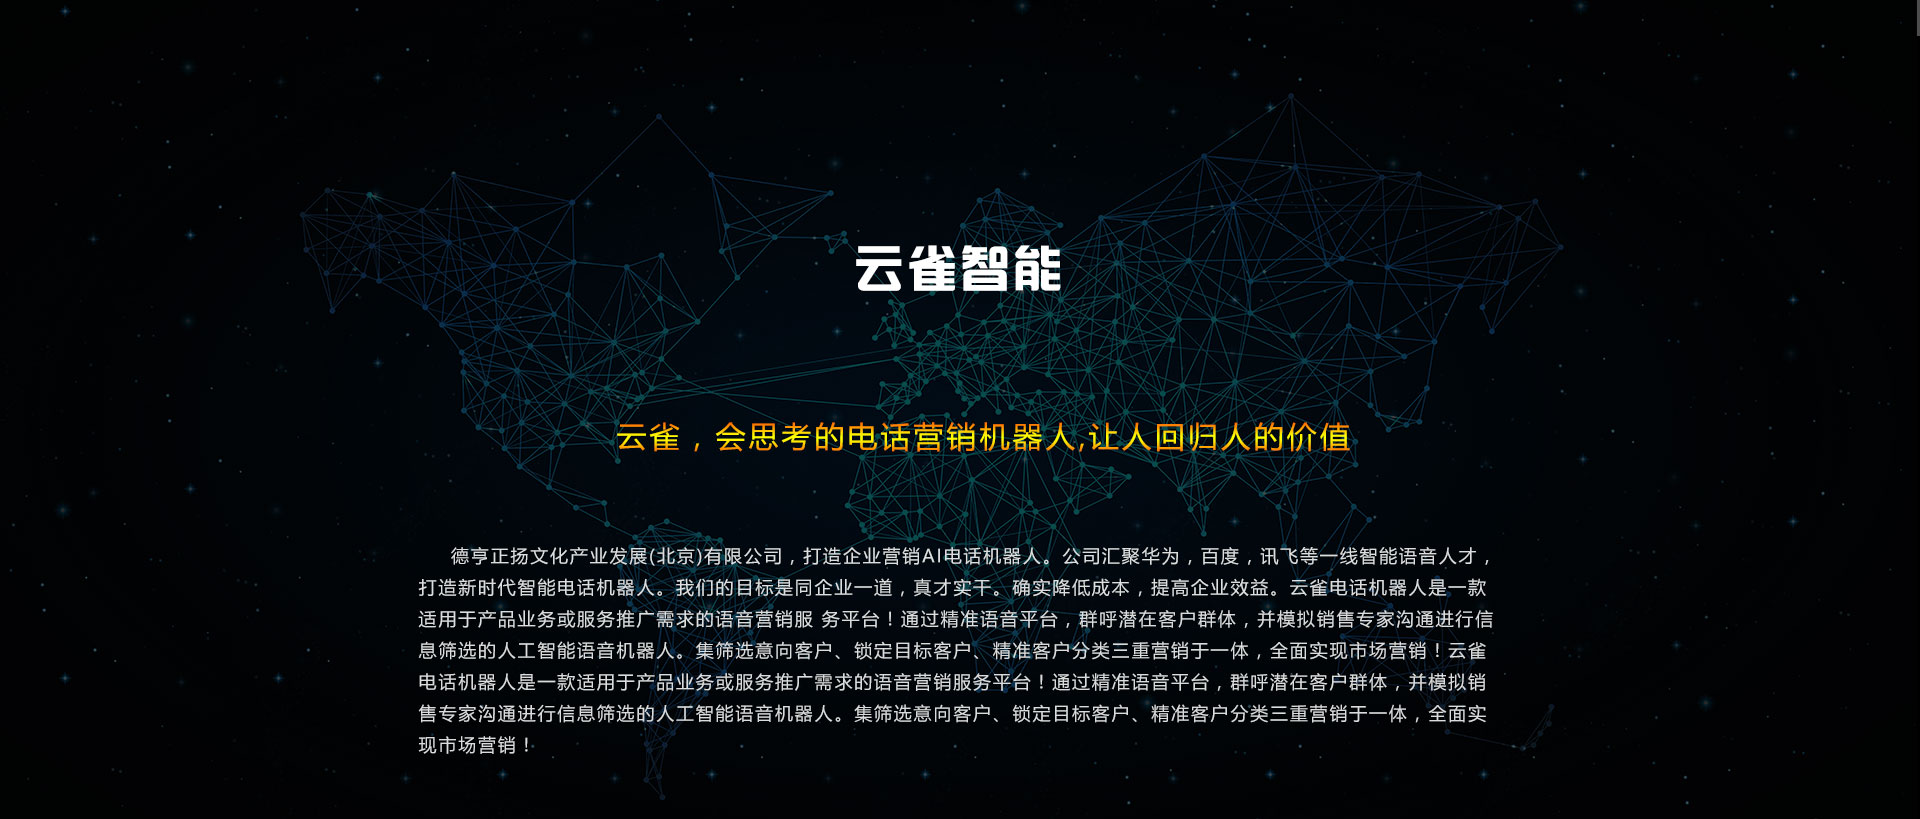 云雀智能
云雀，会思考的电话营销机器人,让人回归人的价值
德亨正扬文化产业发展(北京)有限公司，打造企业营销AI电话机器人。公司汇聚华为，百度，讯飞等一线智能语音人才，
打造新时代智能电话机器人。我们的目标是同企业一道，真才实干。确实降低成本，提高企业效益。云雀电话机器人是一款
适用于产品业务或服务推广需求的语音营销服 务平台！通过精准语音平台，群呼潜在客户群体，并模拟销售专家沟通进行信
息筛选的人工智能语音机器人。集筛选意向客户、锁定目标客户、精准客户分类三重营销于一体，全面实现市场营销！云雀
电话机器人是一款适用于产品业务或服务推广需求的语音营销服务平台！通过精准语音平台，群呼潜在客户群体，并模拟销
售专家沟通进行信息筛选的人工智能语音机器人。集筛选意向客户、锁定目标客户、精准客户分类三重营销于一体，全面实
现市场营销！